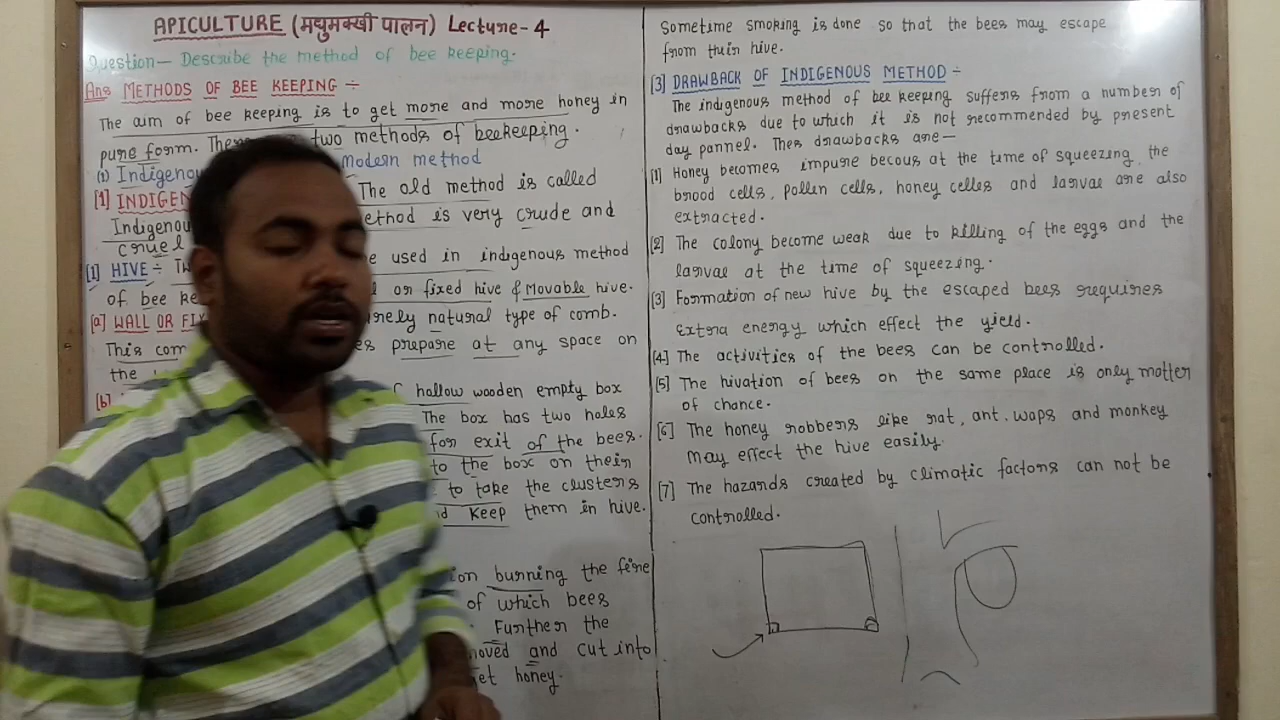 APICULTURE (मधुमक्खी पालन) Lecture-4
Question— Describe the method of bee keeping.
Ans METHODS OF BEE KEEPING ÷
The aim of bee keeping is to get more and more honey in
pure form. two methods of beekeeping.
(1) modern method
[1] The old method is called
Indigenou ethod is very crude and
cruel
[1] HIVE ÷ e used in indigenous method
of bee ke or fixed hive & Movable hive.
[a] WALL OR FIX rely natural type of comb.
This com es prepare at any space on
the
[b] hallow wooden empty box
The box has two holes
for exit of the bees.
to the box on their
to take the clusters
keep them in hive.
ion burning the fire
of which bees
Further the
moved and cut into
get honey.
Sometime smoking is done so that the bees may escape
from their hive.
[3] DRAWBACK OF INDIGENOUS METHOD ÷
The indigenous method of bee keeping suffers from a number of
drawbacks due to which it is not recommended by present
day pannel. Thes drawbacks are—
[1] Honey becomes impure becous at the time of squeezing, the
brood cells, pollen cells, honey celles and larvae are also
extracted.
[2] The colony become weak due to killing of the eggs and the
larvae at the time of squeezing.
[3] Formation of new hive by the escaped bees requires
Extra energy which effect the yield.
[4] The activities of the bees can be controlled.
[5] The hivation of bees on the same place is only motter
of chance.
[6] The honey robbers like rat, ant. waps and monkey
may effect the hive easily.
[7] The hazards created by climatic factors can not be
controlled.